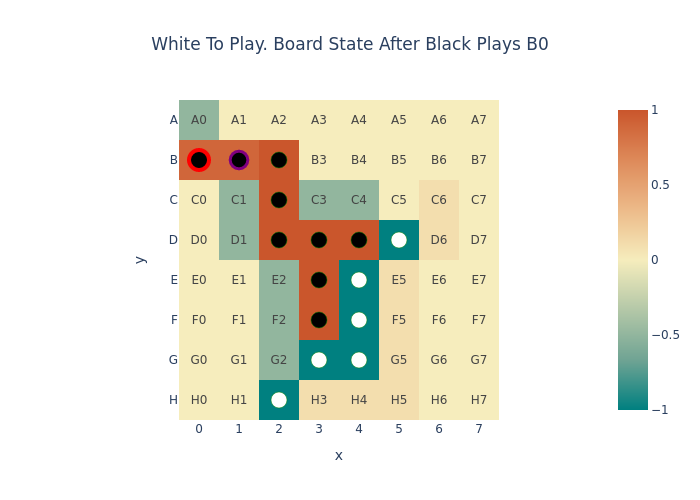 White To Play. Board State After Black Plays B0
A A0 A1 A2 A3 A4 A5 A6 A7
B B3 B4 B5 B6 B7
C C0 C1 C3 C4 C5 C6 C7
D D0 D1 D6 D7
E E0 E1 E2 E5 E6 E7
F F0 F1 F2 F5 F6 F7
G G0 G1 G2 G5 G6 G7
H H0 H1 H3 H4 H5 H6 H7
0 1 2 3 4 5 6 7
x
y
1
0.5
0
−0.5
−1